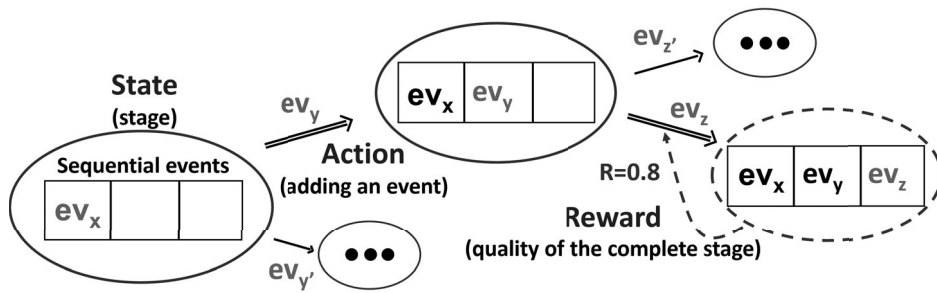 State
(stage)
Sequential events
ev_x
ev_y
Action
(adding an event)
ev_y'
●●●
ev_x ev_y
ev_z'
●●●
ev_z
R=0.8
Reward
(quality of the complete stage)
ev_x ev_y ev_z